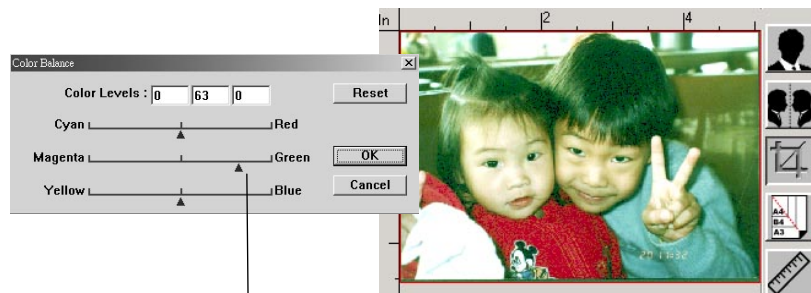 Color Balance
Color Levels : 0 63 0
Reset
Cyan Red
Magenta Green
OK
Yellow Blue
Cancel
In 2 4
A4
B4
A3